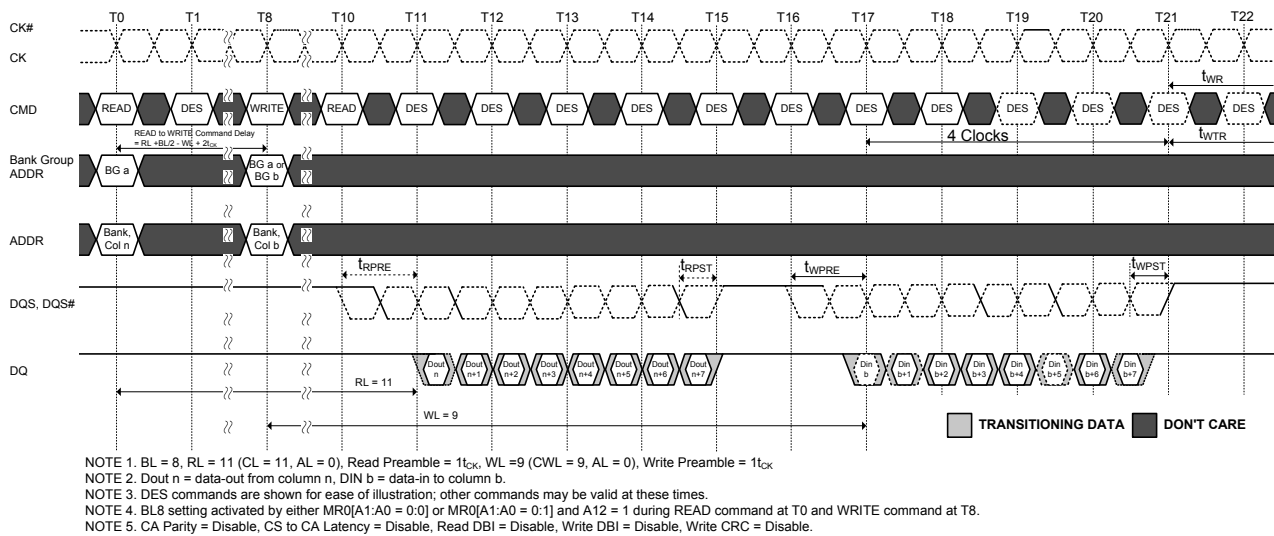 T0 T1 T8 T10 T11 T12 T13 T14 T15 T16 T17 T18 T19 T20 T21 T22
CK#
CK
tWR
CMD READ DES WRITE READ DES DES DES DES DES DES DES DES DES DES DES DES
READ to WRITE Command Delay
= RL +BL/2 - WL + 2tCK
4 Clocks
tWTR
Bank Group
ADDR
BG a
BG a or
BG b
ADDR
Bank,
Col n
Bank,
Col b
tRPRE tRPST tWPRE tWPST
DQS, DQS#
DQ
Dout
n
Dout
n+1
Dout
n+2
Dout
n+3
Dout
n+4
Dout
n+5
Dout
n+6
Dout
n+7
Din
b
Din
b+1
Din
b+2
Din
b+3
Din
b+4
Din
b+5
Din
b+6
Din
b+7
RL = 11
WL = 9
TRANSITIONING DATA DON'T CARE
NOTE 1. BL = 8, RL = 11 (CL = 11, AL = 0), Read Preamble = 1tCK, WL =9 (CWL = 9, AL = 0), Write Preamble = 1tCK
NOTE 2. Dout n = data-out from column n, DIN b = data-in to column b.
NOTE 3. DES commands are shown for ease of illustration; other commands may be valid at these times.
NOTE 4. BL8 setting activated by either MR0[A1:A0 = 0:0] or MR0[A1:A0 = 0:1] and A12 = 1 during READ command at T0 and WRITE command at T8.
NOTE 5. CA Parity = Disable, CS to CA Latency = Disable, Read DBI = Disable, Write DBI = Disable, Write CRC = Disable.